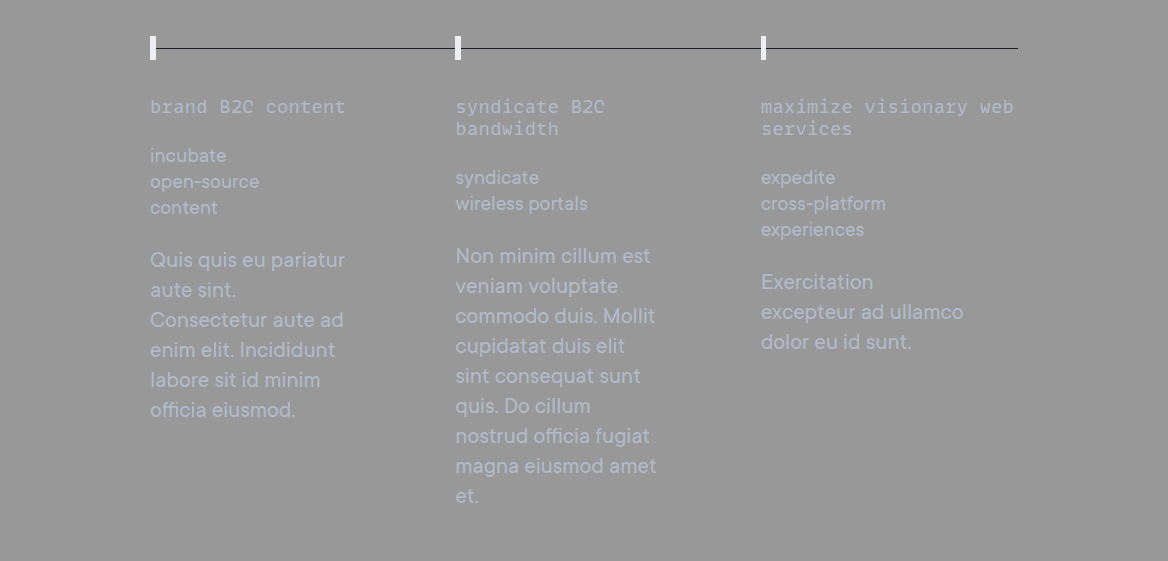 brand B2C content
incubate
open-source
content
Quis quis eu pariatur
aute sint.
Consectetur aute ad
enim elit. Incididunt
labore sit id minim
officia eiusmod.
syndicate B2C
bandwidth
syndicate
wireless portals
Non minim cillum est
veniam voluptate
commodo duis. Mollit
cupidatat duis elit
sint consequat sunt
quis. Do cillum
nostrud officia fugiat
magna eiusmod amet
et.
maximize visionary web
services
expedite
cross-platform
experiences
Exercitation
excepteur ad ullamco
dolor eu id sunt.